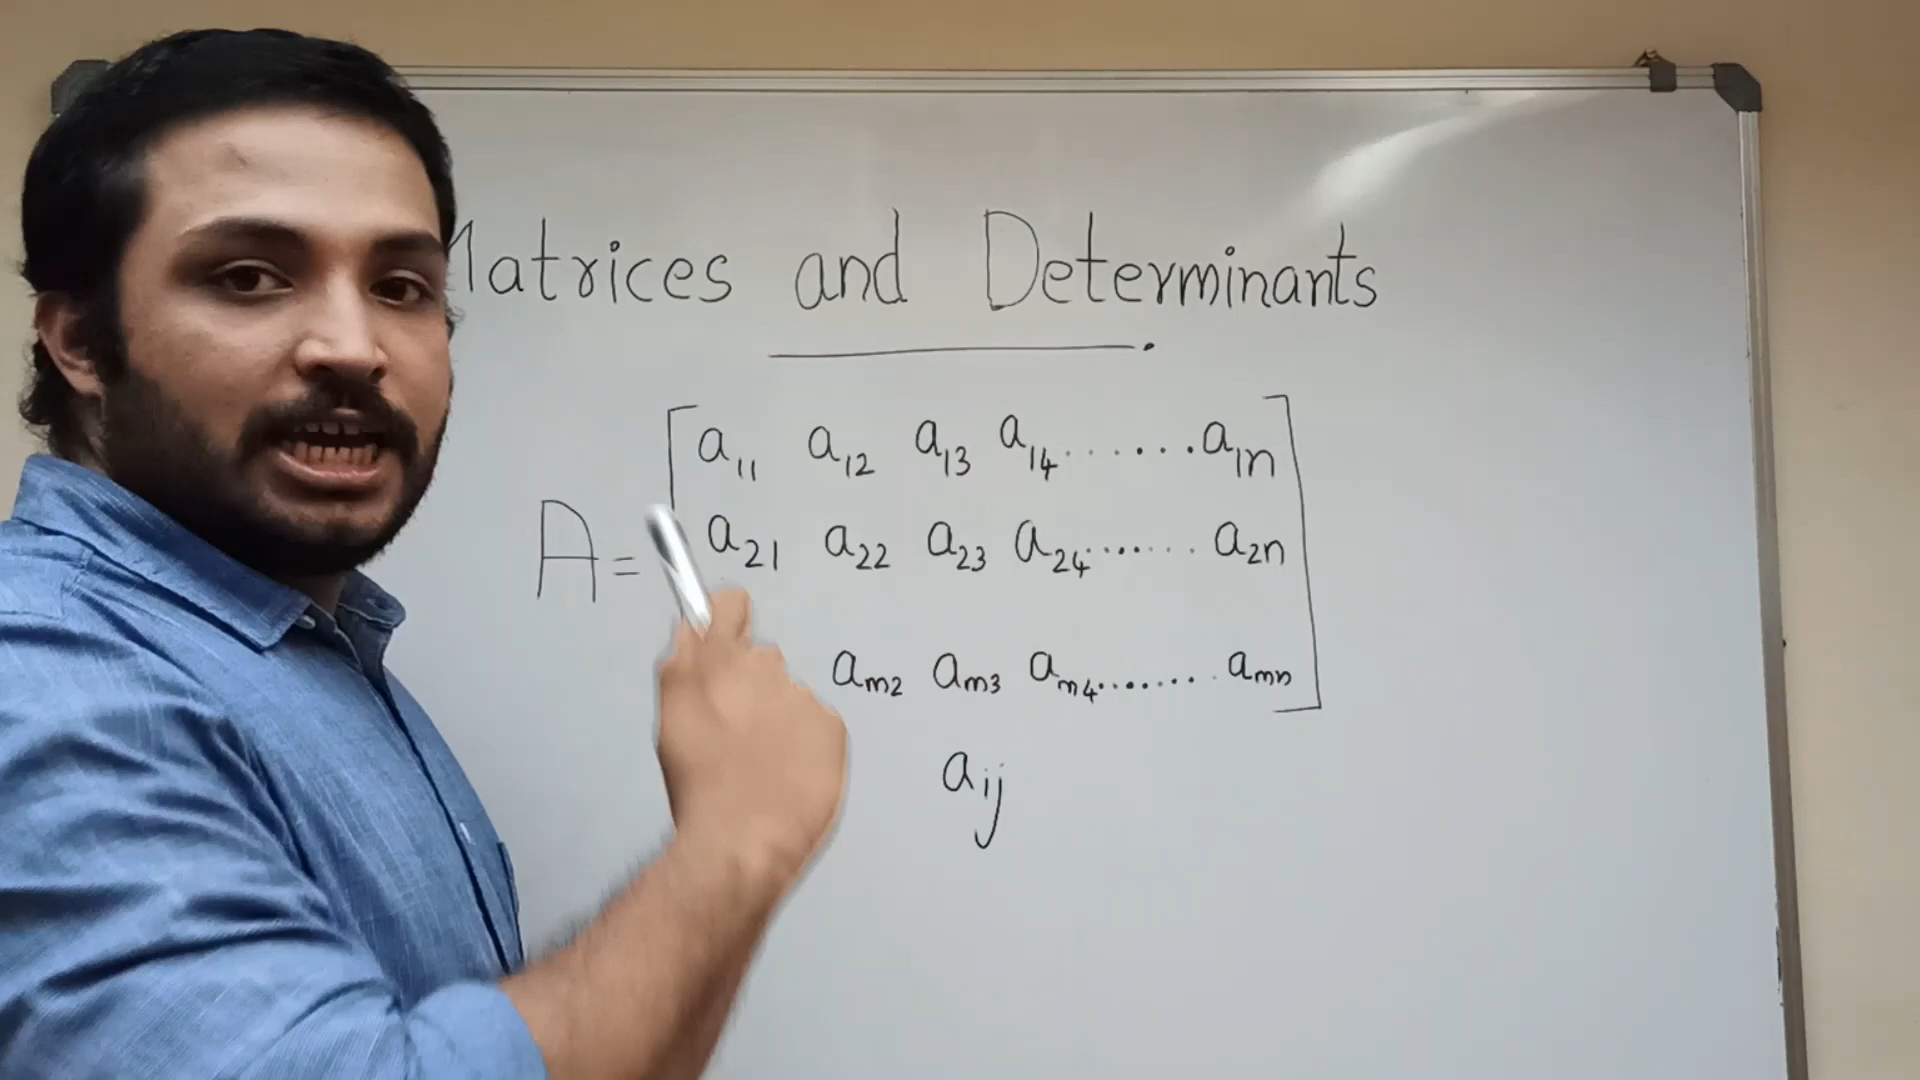 Matrices and Determinants
a11 a12 a13 a14 ...... a1n
A = a21 a22 a23 a24 ...... a2n
am2 am3 am4 ....... amn
aij